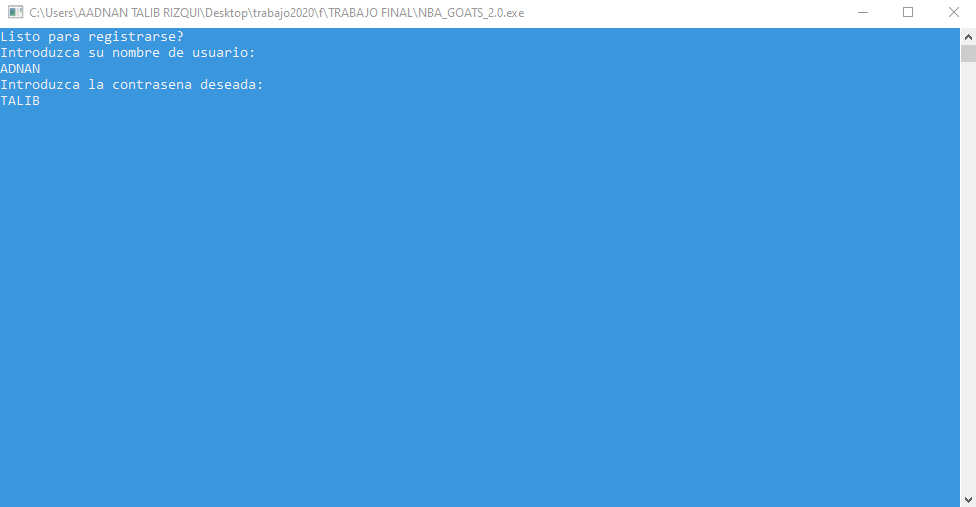 C:\Users\AADNAN TALIB RIZQUI\Desktop\trabajo2020\f\TRABAJO FINAL\NBA_GOATS_2.0.exe
Listo para registrarse?
Introduzca su nombre de usuario:
ADNAN
Introduzca la contrasena deseada:
TALIB